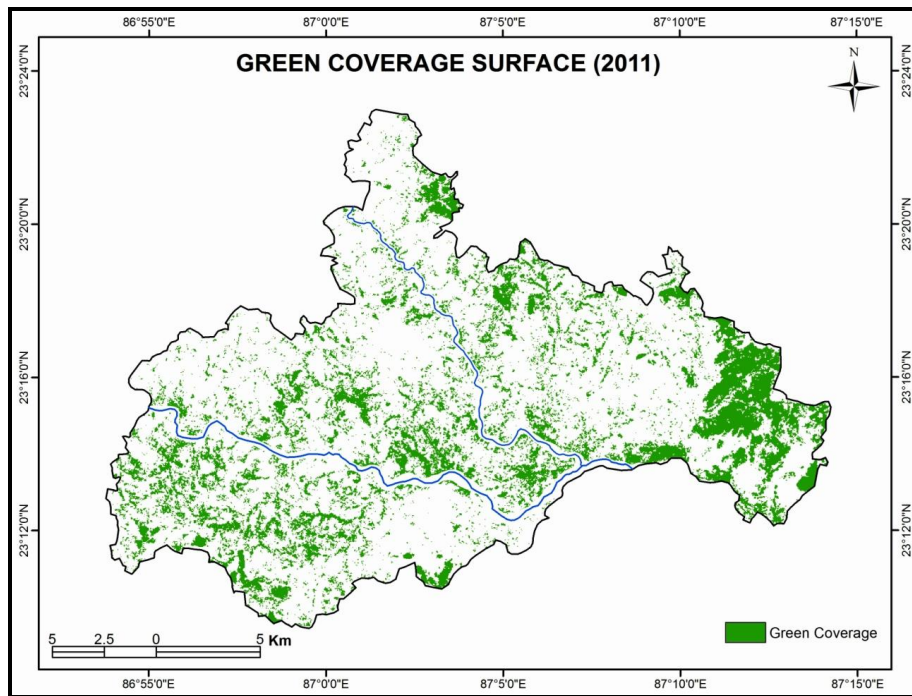 86°55'0"E 87°0'0"E 87°5'0"E 87°10'0"E 87°15'0"E
GREEN COVERAGE SURFACE (2011)
N
23°24'0"N 23°24'0"N
23°20'0"N 23°20'0"N
23°16'0"N 23°16'0"N
23°12'0"N 23°12'0"N
5 2.5 0 5 Km
Green Coverage
86°55'0"E 87°0'0"E 87°5'0"E 87°10'0"E 87°15'0"E